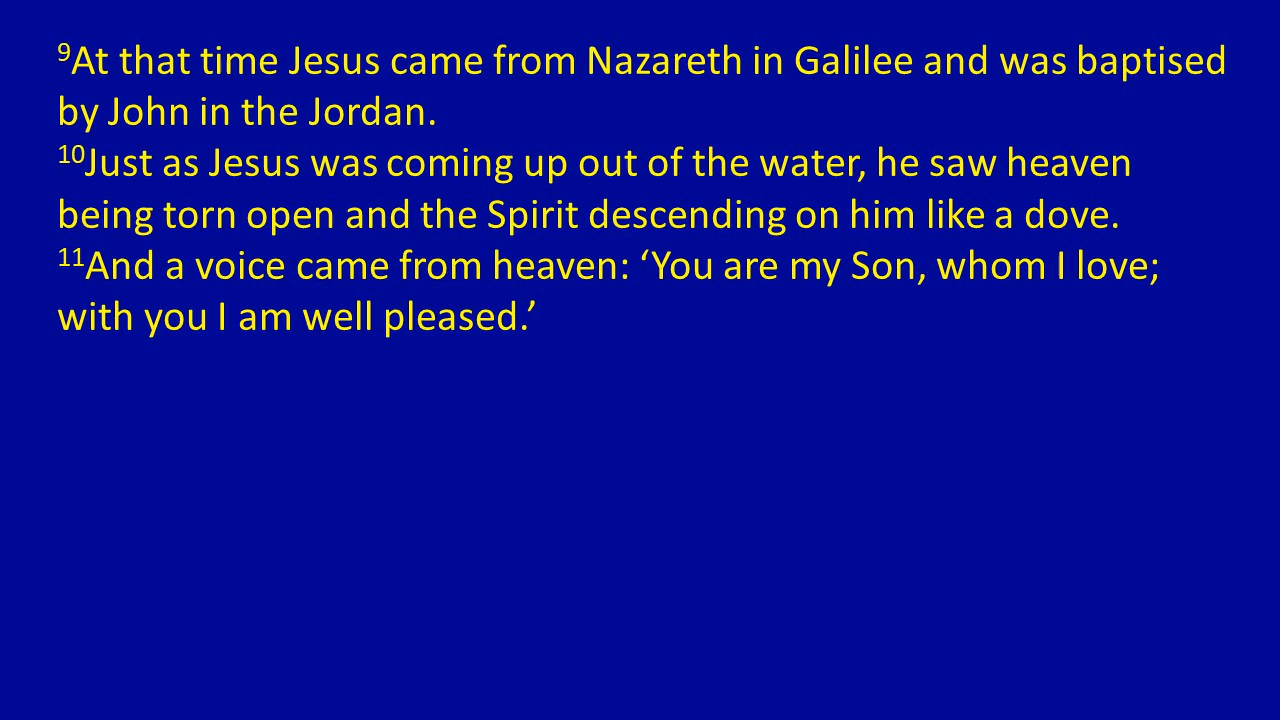 ⁹At that time Jesus came from Nazareth in Galilee and was baptised
by John in the Jordan.
¹⁰Just as Jesus was coming up out of the water, he saw heaven
being torn open and the Spirit descending on him like a dove.
¹¹And a voice came from heaven: ‘You are my Son, whom I love;
with you I am well pleased.’